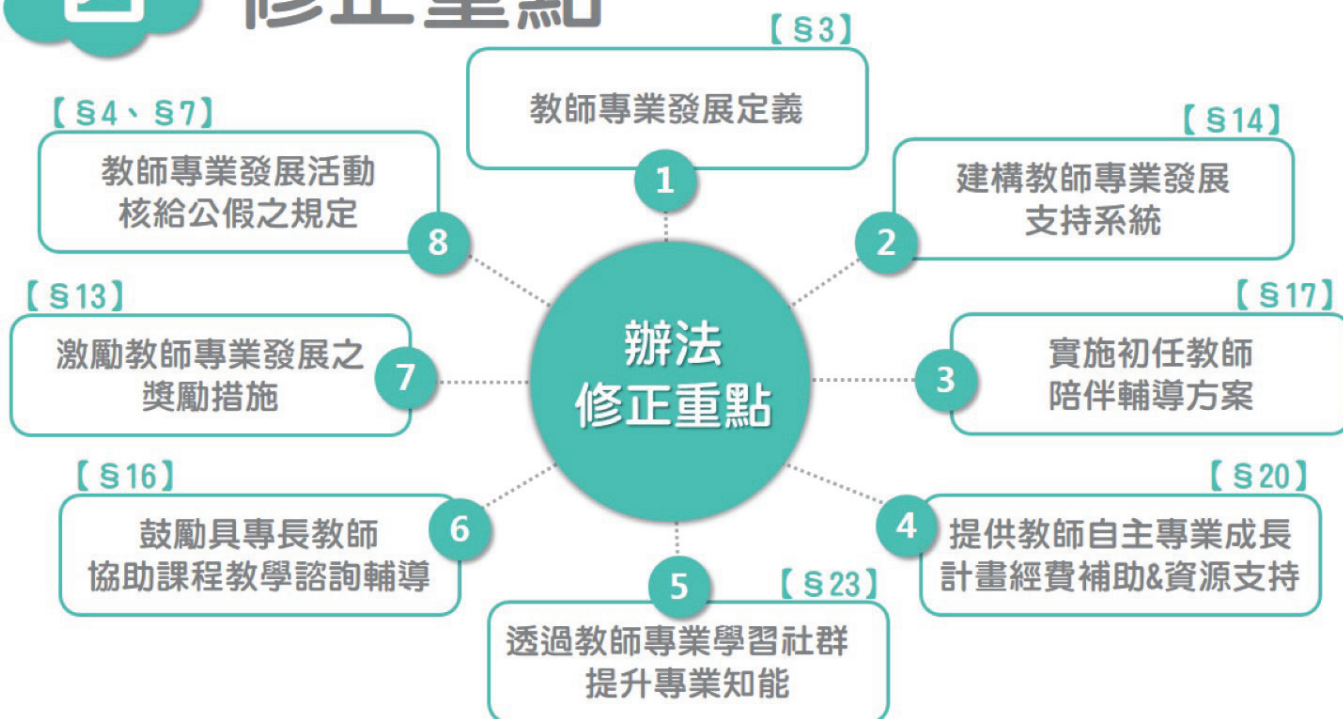 修正重點
【§3】
教師專業發展定義
1
【§14】
建構教師專業發展
支持系統
2
【§17】
實施初任教師
陪伴輔導方案
3
【§20】
提供教師自主專業成長
計畫經費補助&資源支持
4
【§23】
透過教師專業學習社群
提升專業知能
5
【§16】
鼓勵具專長教師
協助課程教學諮詢輔導
6
【§13】
激勵教師專業發展之
獎勵措施
7
【§4、§7】
教師專業發展活動
核給公假之規定
8
辦法
修正重點